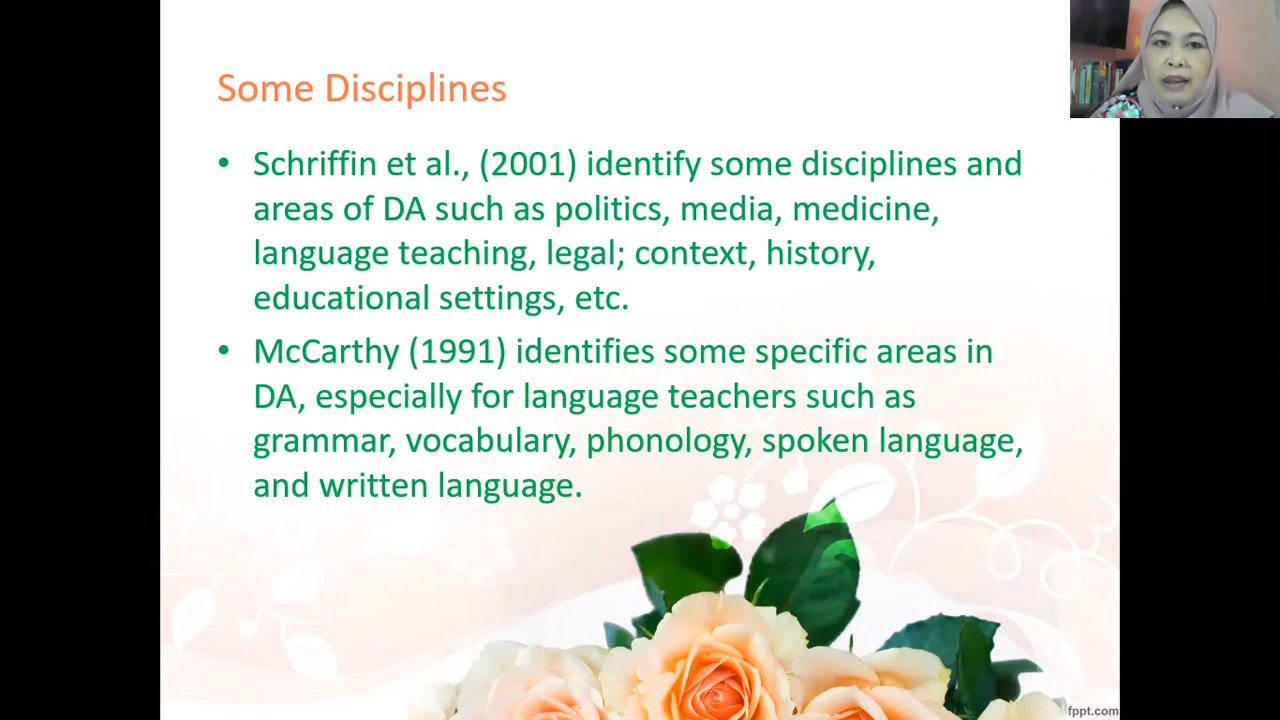 Some Disciplines
• Schriffin et al., (2001) identify some disciplines and
areas of DA such as politics, media, medicine,
language teaching, legal; context, history,
educational settings, etc.
• McCarthy (1991) identifies some specific areas in
DA, especially for language teachers such as
grammar, vocabulary, phonology, spoken language,
and written language.
fppt.com